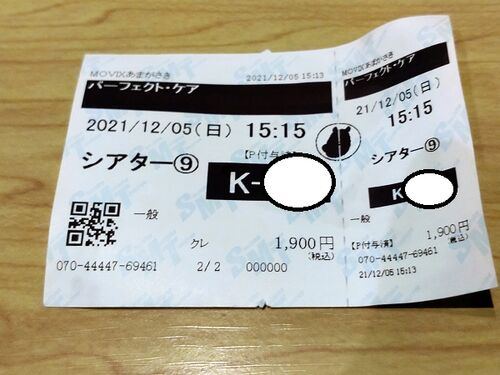 MOVIXあまがさき 2021/12/05 15:13
パーフェクト・ケア
2021/12/05(日) 15:15
シアター⑨ 【P付与済】
K-
一般
クレ 1,900円
(税込)
070-44447-69461 2/2 000000
MOVIXあまがさき
パーフェクト・ケア
21/12/05(日)
15:15
シアター⑨
K
一般
1,900円
【P付与済】 (税込)
070-44447-69461
21/12/05 15:13